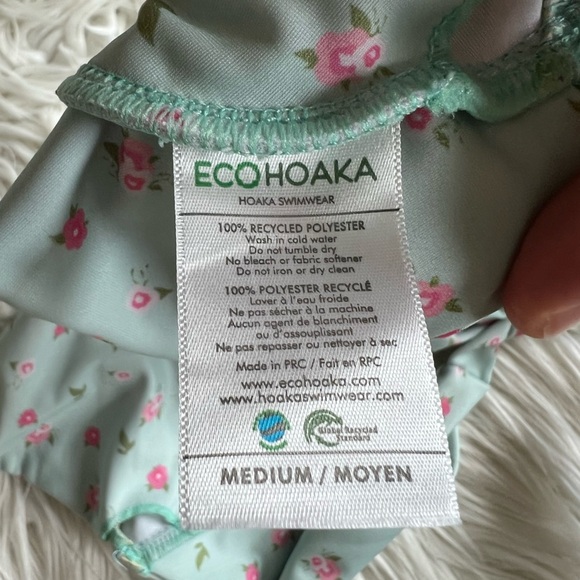 ECOHOAKA
HOAKA SWIMWEAR
100% RECYCLED POLYESTER
Wash in cold water
Do not tumble dry
No bleach or fabric softener
Do not iron or dry clean
100% POLYESTER RECYCLÉ
Laver à l'eau froide
Ne pas sécher à la machine
Aucun agent de blanchiment
ou d'assouplissant
Ne pas repasser ou nettoyer à sec
Made in PRC / Fait en RPC
www.ecohoaka.com
www.hoakaswimwear.com
Global Recycled
Standard
MEDIUM / MOYEN